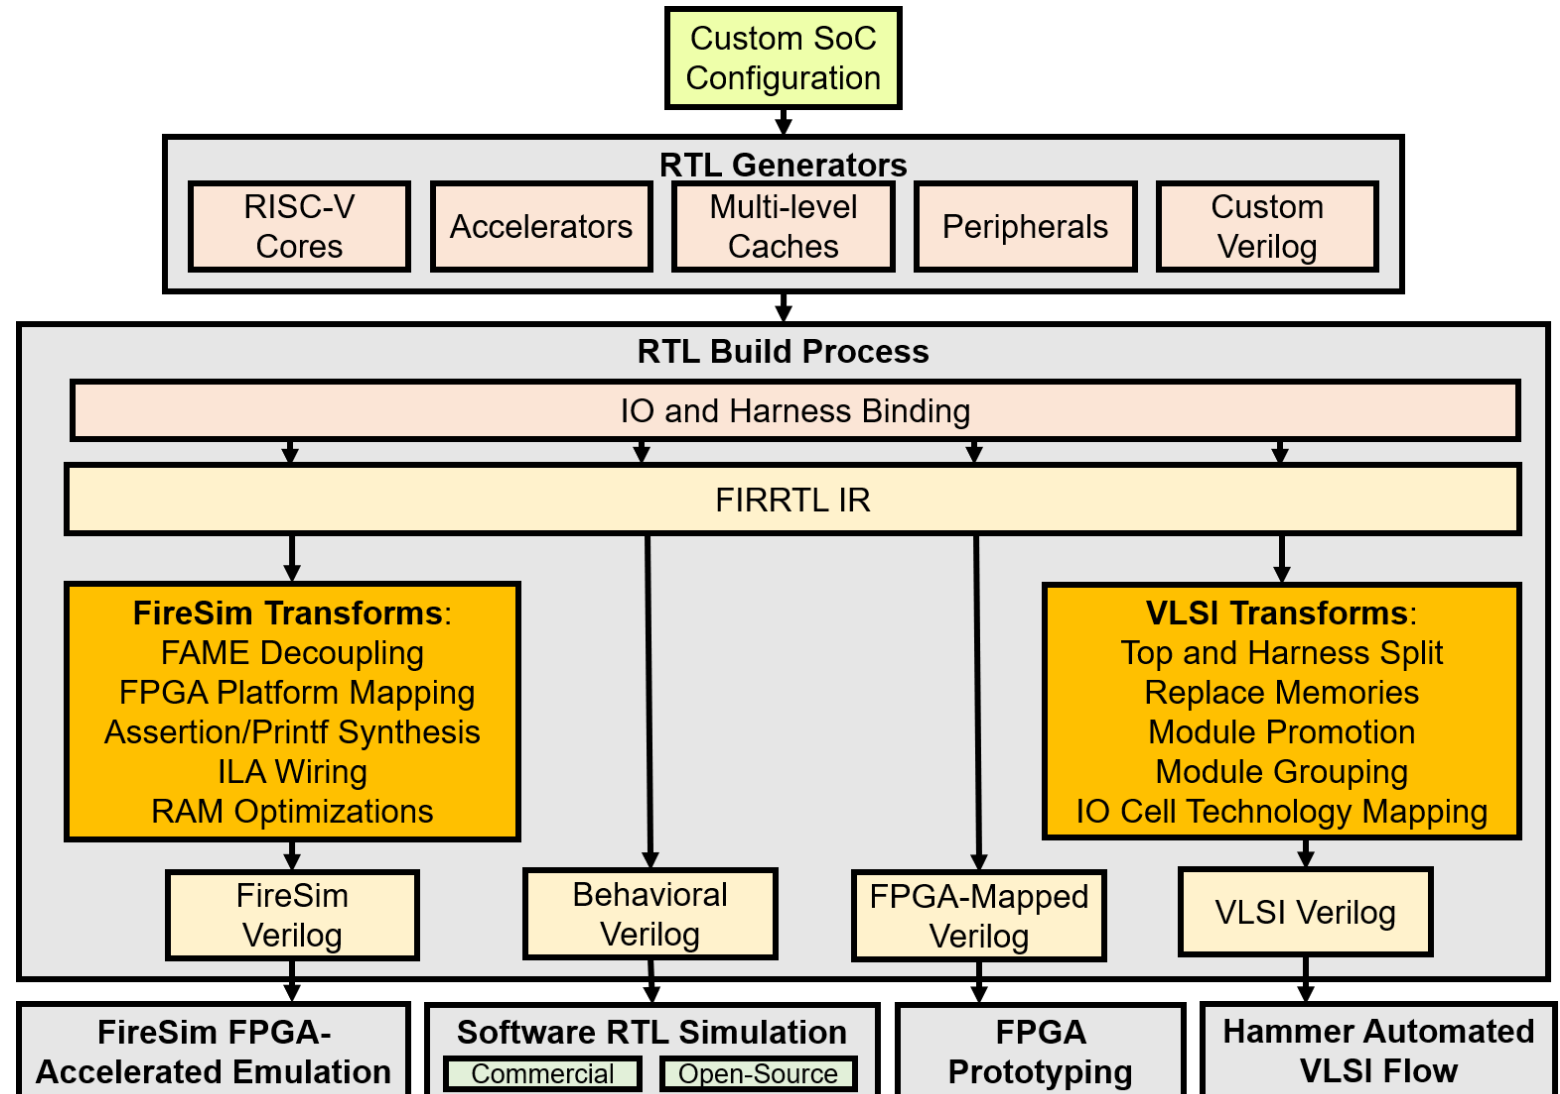 Custom SoC
Configuration
RTL Generators
RISC-V
Cores
Accelerators
Multi-level
Caches
Peripherals
Custom
Verilog
RTL Build Process
IO and Harness Binding
FIRRTL IR
FireSim Transforms:
FAME Decoupling
FPGA Platform Mapping
Assertion/Printf Synthesis
ILA Wiring
RAM Optimizations
VLSI Transforms:
Top and Harness Split
Replace Memories
Module Promotion
Module Grouping
IO Cell Technology Mapping
FireSim
Verilog
Behavioral
Verilog
FPGA-Mapped
Verilog
VLSI Verilog
FireSim FPGA-
Accelerated Emulation
Software RTL Simulation
Commercial
Open-Source
FPGA
Prototyping
Hammer Automated
VLSI Flow